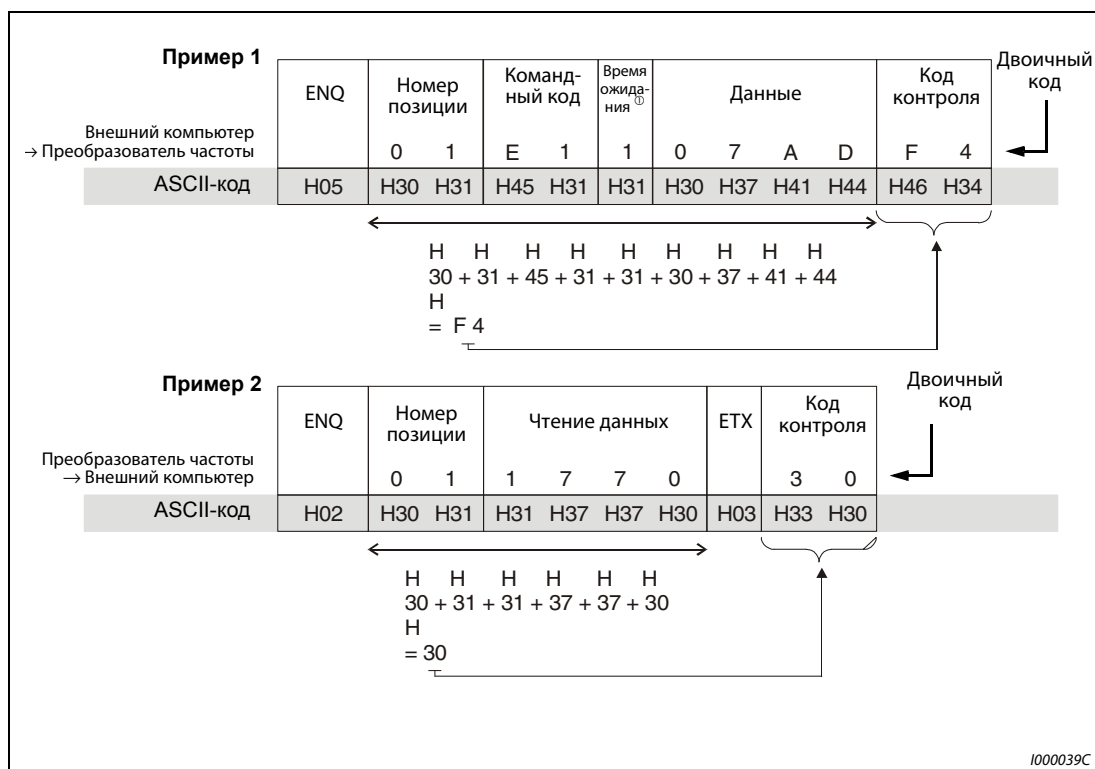 Пример 1
ENQ
Номер
позиции
Команд-
ный код
Время
ожида-
ния ①
Данные
Код
контроля
Двоичный
код
Внешний компьютер
→ Преобразователь частоты
0 1 E 1 1 0 7 A D F 4
ASCII-код H05 H30 H31 H45 H31 H31 H30 H37 H41 H44 H46 H34
H H H H H H H H H
30 + 31 + 45 + 31 + 31 + 30 + 37 + 41 + 44
H
= F 4
Пример 2
ENQ
Номер
позиции
Чтение данных
ETX
Код
контроля
Двоичный
код
Преобразователь частоты
→ Внешний компьютер
0 1 1 7 7 0 3 0
ASCII-код H02 H30 H31 H31 H37 H37 H30 H03 H33 H30
H H H H H H
30 + 31 + 31 + 37 + 37 + 30
H
= 30
I000039C